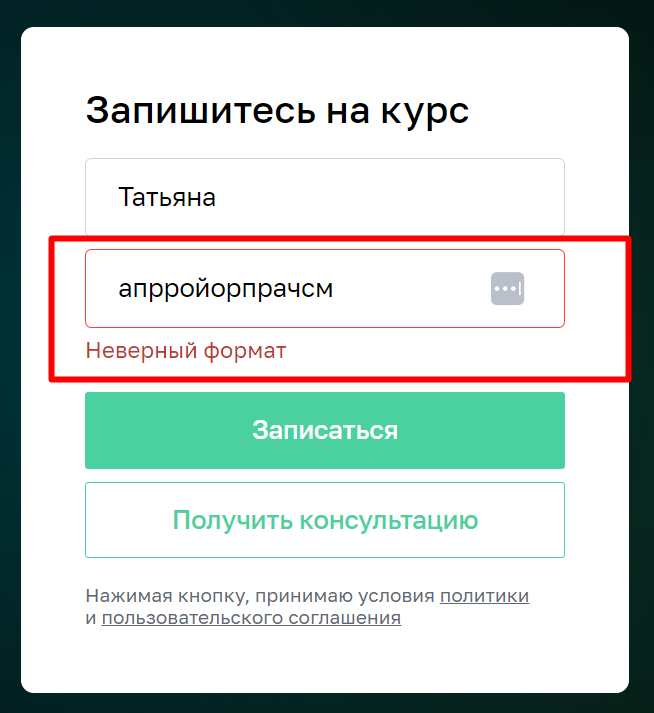 Запишитесь на курс
Татьяна
апрройорпрачсм
Неверный формат
Записаться
Получить консультацию
Нажимая кнопку, принимаю условия политики
и пользовательского соглашения